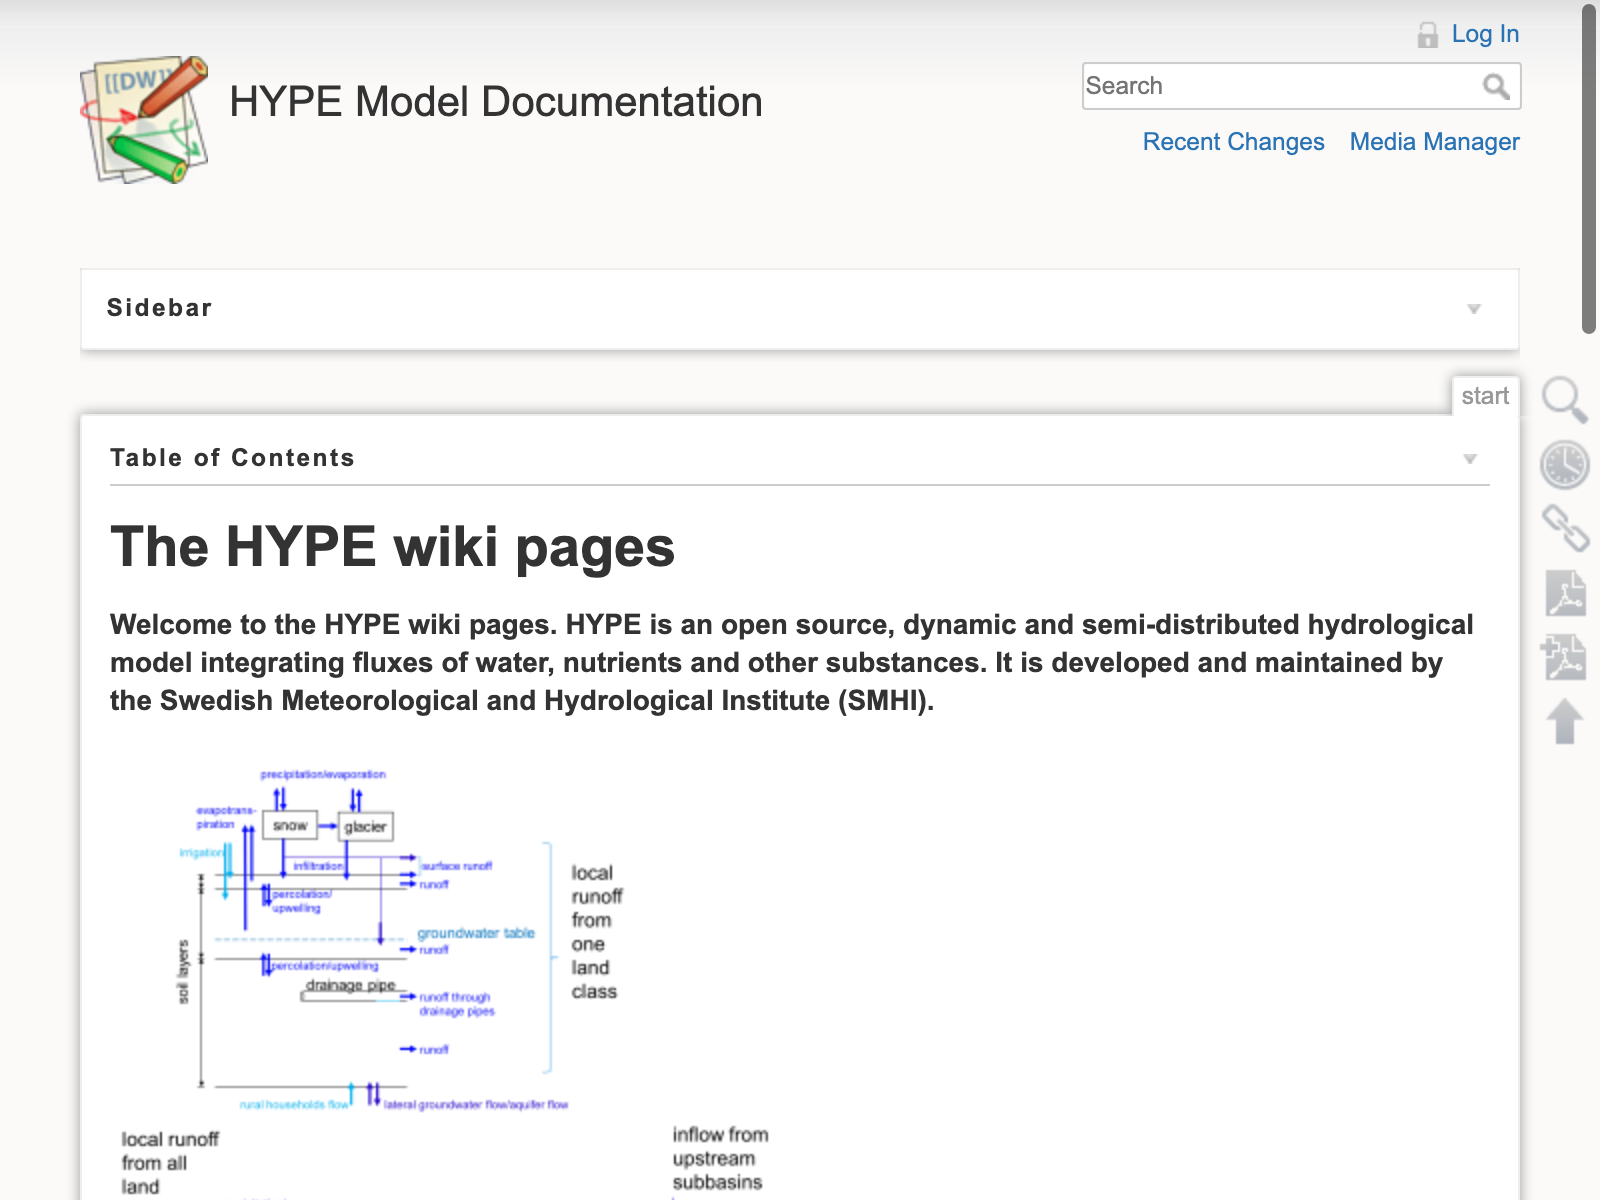 Log In
[[DW]]
HYPE Model Documentation
Search
Recent Changes Media Manager
Sidebar
start
Table of Contents
The HYPE wiki pages
Welcome to the HYPE wiki pages. HYPE is an open source, dynamic and semi-distributed hydrological
model integrating fluxes of water, nutrients and other substances. It is developed and maintained by
the Swedish Meteorological and Hydrological Institute (SMHI).
precipitation/evaporation
evapotrans-
piration
snow
glacier
irrigation
infiltration
surface runoff
runoff
percolation/
upwelling
groundwater table
runoff
percolation/upwelling
drainage pipe
runoff through
drainage pipes
runoff
soil layers
rural households flow
lateral groundwater flow/aquifer flow
local
runoff
from
one
land
class
local runoff
from all
land
inflow from
upstream
subbasins